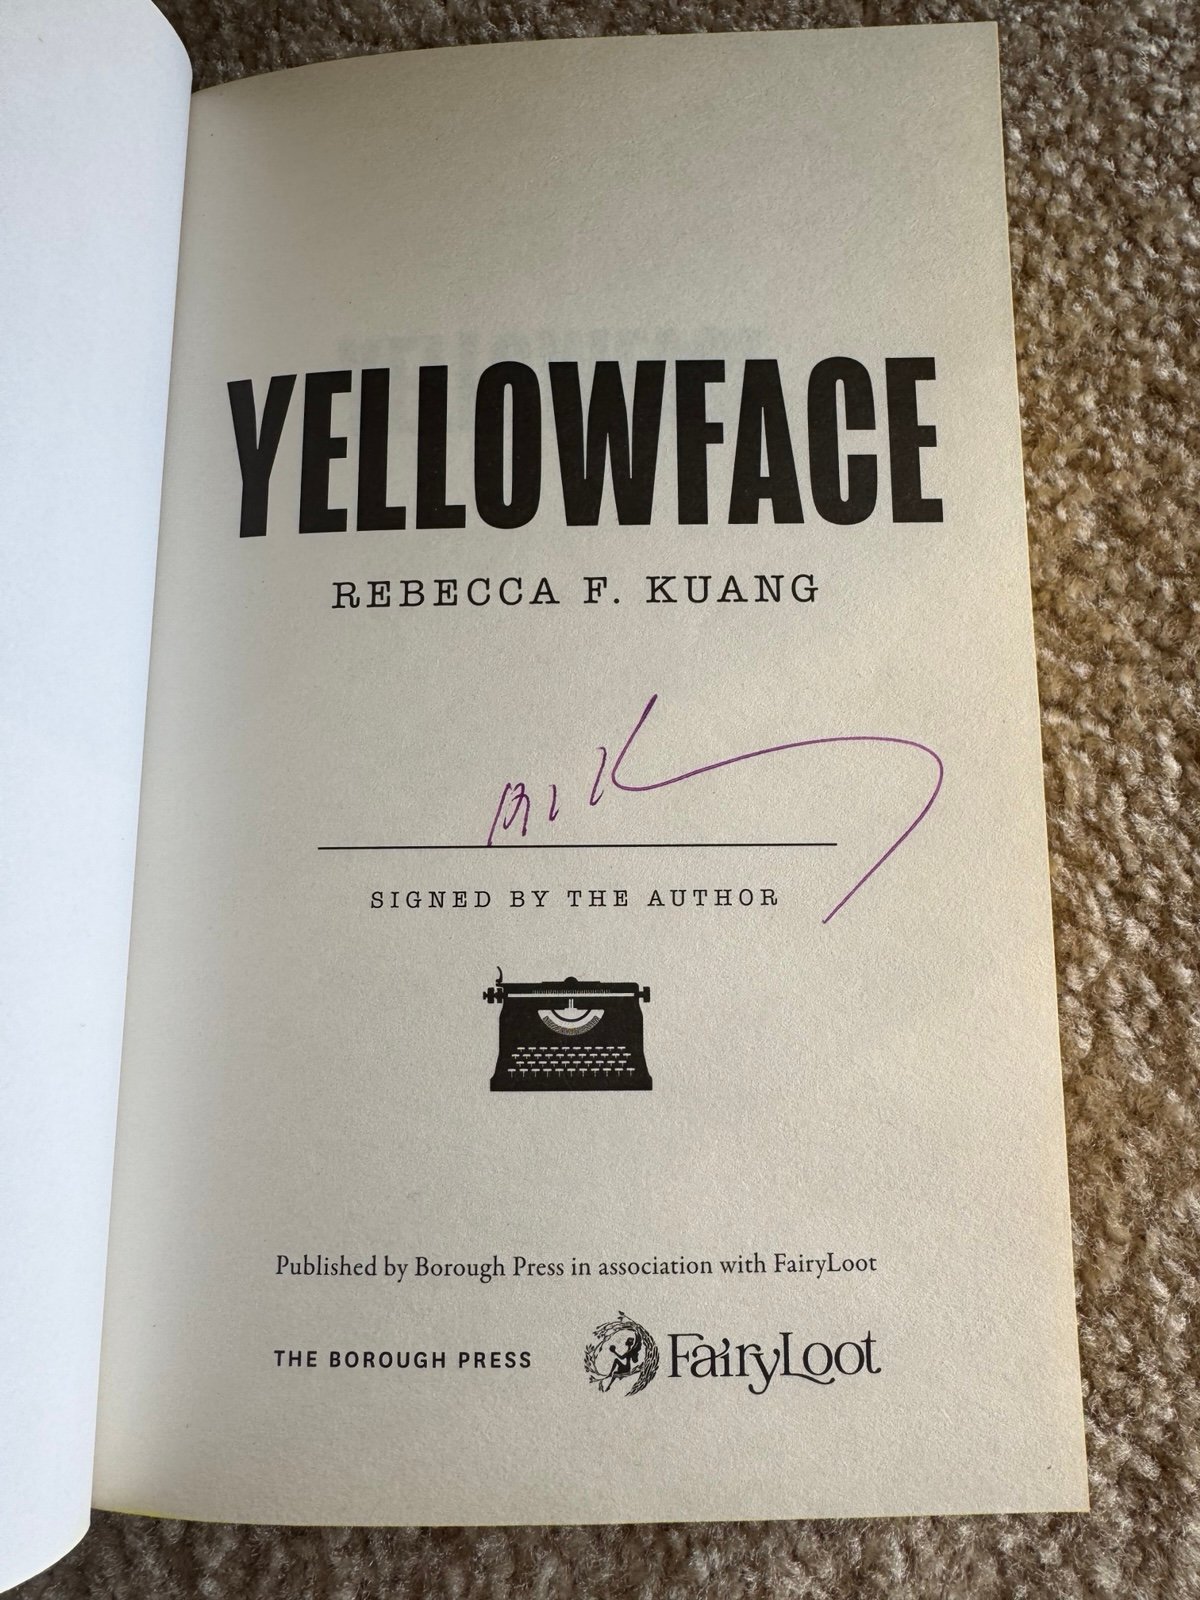 YELLOWFACE
REBECCA F. KUANG
SIGNED BY THE AUTHOR
Published by Borough Press in association with FairyLoot
THE BOROUGH PRESS
FairyLoot